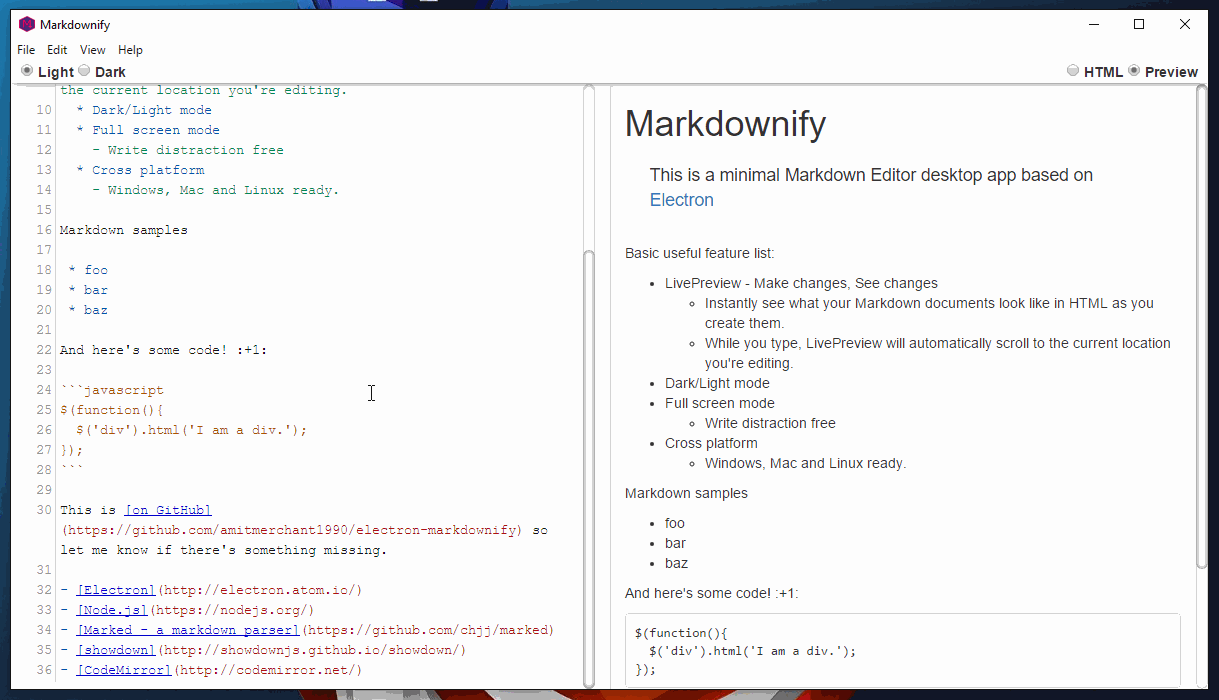 Markdownify
File Edit View Help
Light Dark
HTML Preview
the current location you're editing.
10 * Dark/Light mode
11 * Full screen mode
12 - Write distraction free
13 * Cross platform
14 - Windows, Mac and Linux ready.
15
16 Markdown samples
17
18 * foo
19 * bar
20 * baz
21
22 And here's some code! :+1:
23
24 ```javascript
25 $(function(){
26 $('div').html('I am a div.');
27 });
28 ```
29
30 This is [on GitHub]
(https://github.com/amitmerchant1990/electron-markdownify) so
let me know if there's something missing.
31
32 - [Electron](http://electron.atom.io/)
33 - [Node.js](https://nodejs.org/)
34 - [Marked - a markdown parser](https://github.com/chjj/marked)
35 - [showdown](http://showdownjs.github.io/showdown/)
36 - [CodeMirror](http://codemirror.net/)
Markdownify
This is a minimal Markdown Editor desktop app based on
Electron
Basic useful feature list:
• LivePreview - Make changes, See changes
◦ Instantly see what your Markdown documents look like in HTML as you
create them.
◦ While you type, LivePreview will automatically scroll to the current location
you're editing.
• Dark/Light mode
• Full screen mode
◦ Write distraction free
• Cross platform
◦ Windows, Mac and Linux ready.
Markdown samples
• foo
• bar
• baz
And here's some code! :+1:
$(function(){
$('div').html('I am a div.');
});